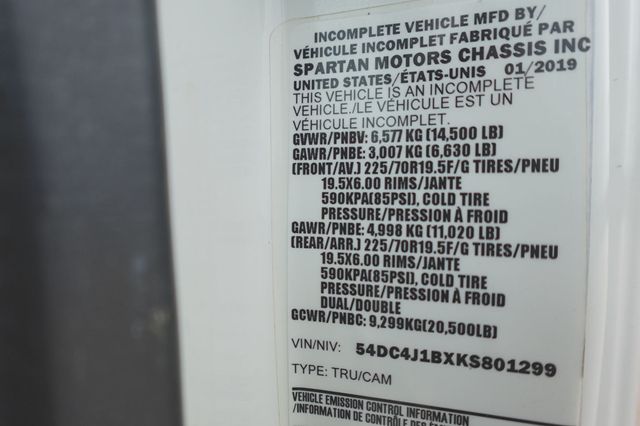 INCOMPLETE VEHICLE MFD BY/
VÉHICULE INCOMPLET FABRIQUÉ PAR
SPARTAN MOTORS CHASSIS INC
UNITED STATES/ÉTATS-UNIS 01/2019
THIS VEHICLE IS AN INCOMPLETE
VEHICLE./LE VÉHICULE EST UN
VÉHICULE INCOMPLET.
GVWR/PNBV: 6,577 KG (14,500 LB)
GAWR/PNBE: 3,007 KG (6,630 LB)
(FRONT/AV.) 225/70R19.5F/G TIRES/PNEU
19.5X6.00 RIMS/JANTE
590KPA(85PSI), COLD TIRE
PRESSURE/PRESSION À FROID
GAWR/PNBE: 4,998 KG (11,020 LB)
(REAR/ARR.) 225/70R19.5F/G TIRES/PNEU
19.5X6.00 RIMS/JANTE
590KPA(85PSI), COLD TIRE
PRESSURE/PRESSION À FROID
DUAL/DOUBLE
GCWR/PNBC: 9,299KG(20,500LB)
VIN/NIV: 54DC4J1BXKS801299
TYPE: TRU/CAM
VEHICLE EMISSION CONTROL INFORMATION
/INFORMATION DE CONTRÔLE DES